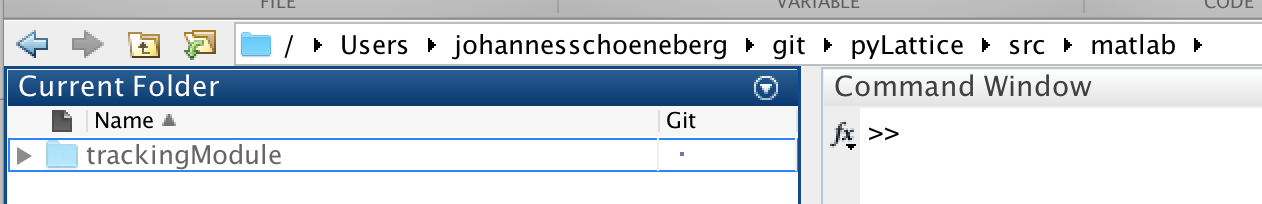 FILE VARIABLE CODE
/ Users johannesschoeneberg git pyLattice src matlab
Current Folder Command Window
Name Git
fx >>
trackingModule